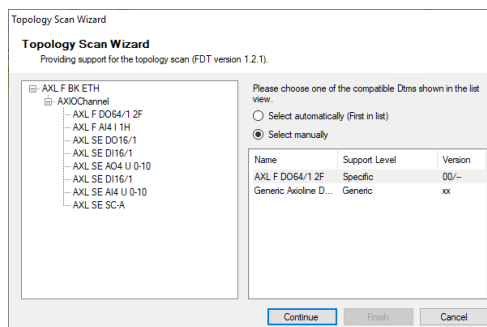 Topology Scan Wizard
Topology Scan Wizard
Providing support for the topology scan (FDT version 1.2.1).
AXL F BK ETH
AXIOChannel
AXL F DO64/1 2F
AXL F AI4 I 1H
AXL SE DO16/1
AXL SE DI16/1
AXL SE AO4 U 0-10
AXL SE DI16/1
AXL SE AI4 U 0-10
AXL SE SC-A
Please choose one of the compatible Dtms shown in the list
view.
Select automatically (First in list)
Select manually
Name Support Level Version
AXL F DO64/1 2F Specific 00/--
Generic Axioline D... Generic xx
Continue Finish Cancel